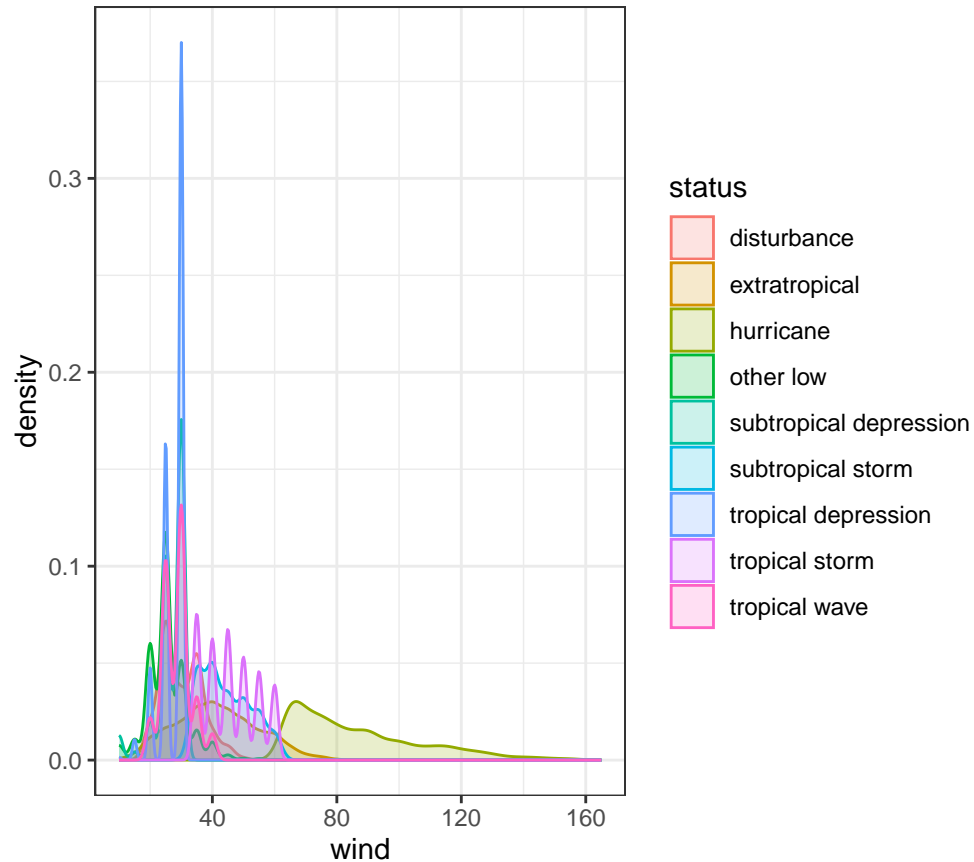 0.3
0.2
0.1
0.0
density
40
80
120
160
wind
status
disturbance
extratropical
hurricane
other low
subtropical depression
subtropical storm
tropical depression
tropical storm
tropical wave